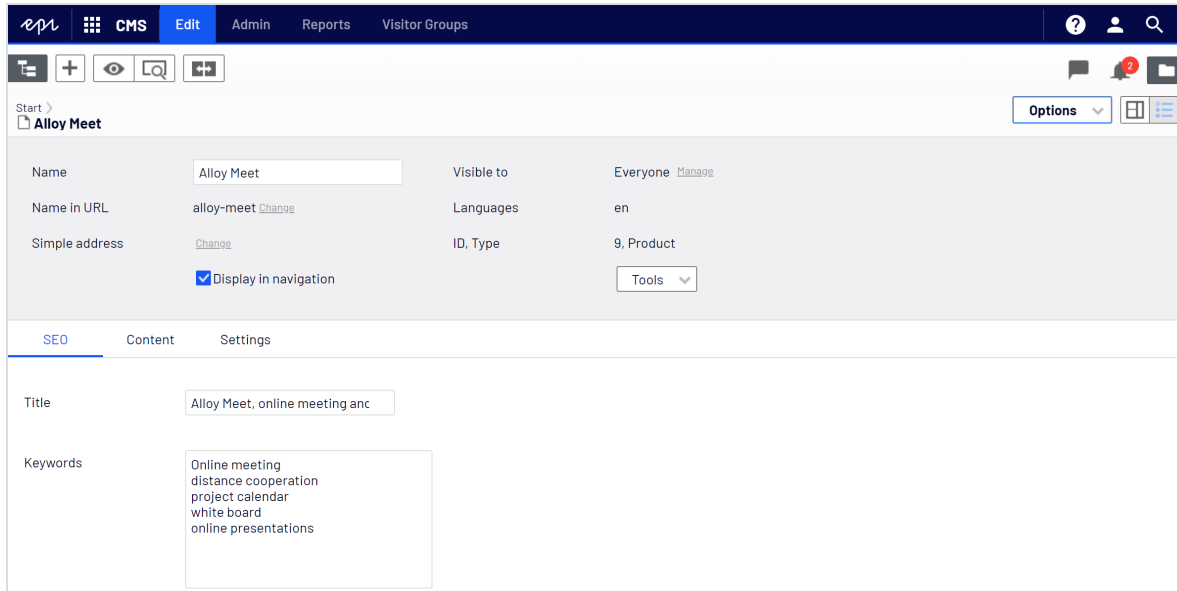 epi CMS Edit Admin Reports Visitor Groups ?
2
Start >
Alloy Meet
Options
Name Alloy Meet Visible to Everyone Manage
Name in URL alloy-meet Change Languages en
Simple address Change ID, Type 9, Product
Display in navigation Tools
SEO Content Settings
Title Alloy Meet, online meeting anc
Keywords Online meeting
distance cooperation
project calendar
white board
online presentations